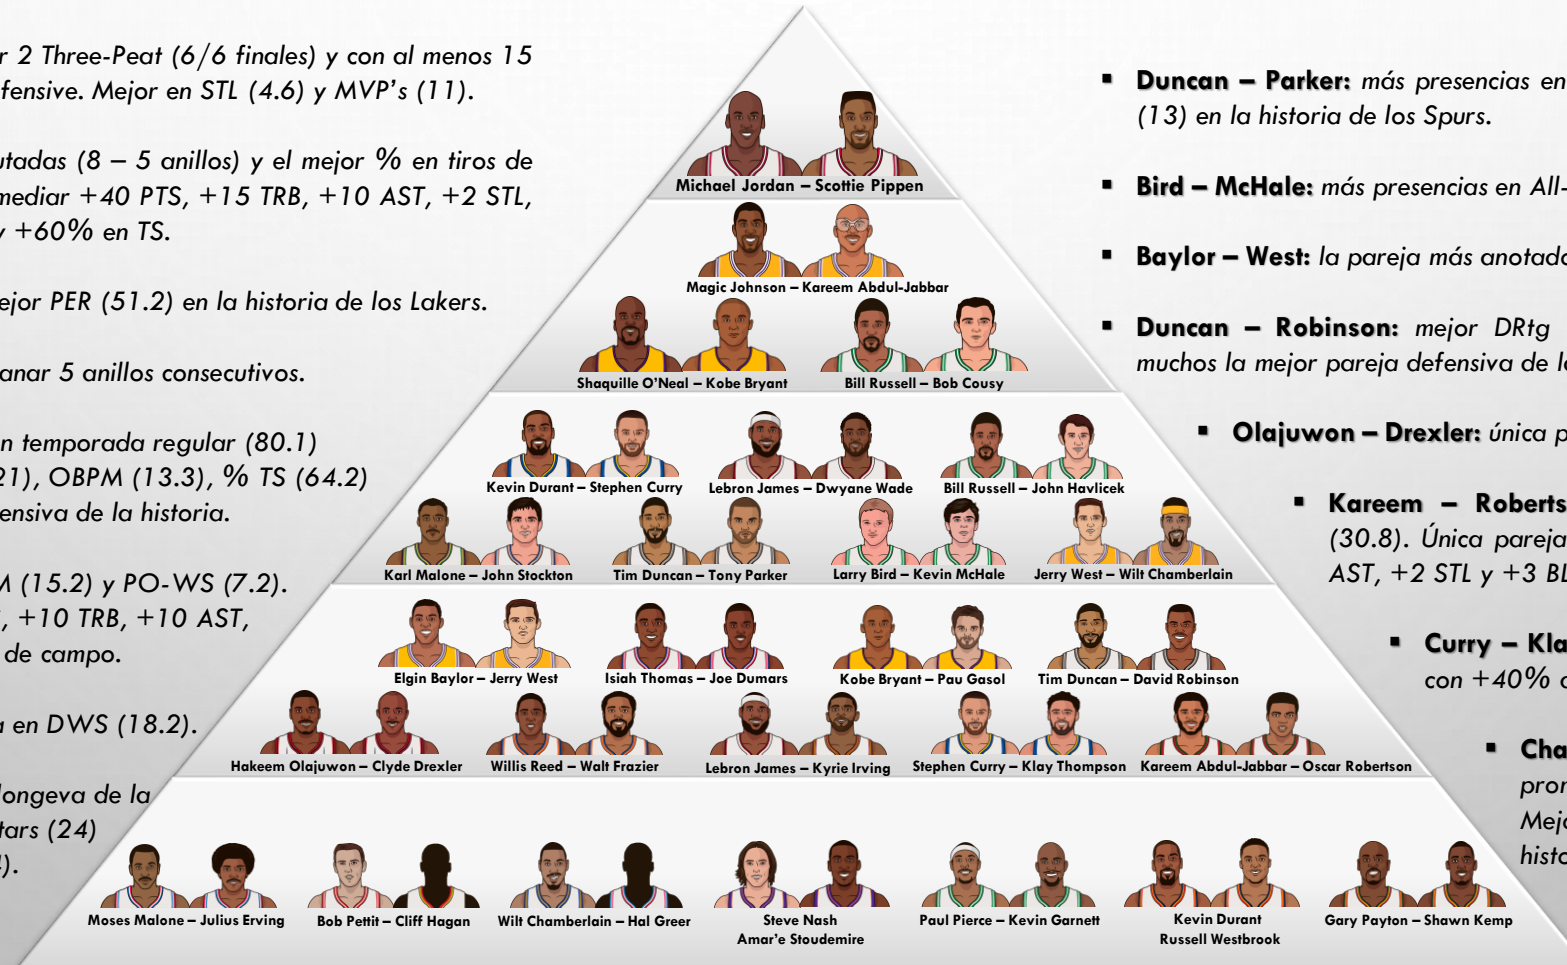 r 2 Three-Peat (6/6 finales) y con al menos 15
fensive. Mejor en STL (4.6) y MVP's (11).
utadas (8 – 5 anillos) y el mejor % en tiros de
mediar +40 PTS, +15 TRB, +10 AST, +2 STL,
y +60% en TS.
ejor PER (51.2) en la historia de los Lakers.
anar 5 anillos consecutivos.
n temporada regular (80.1)
21), OBPM (13.3), % TS (64.2)
ensiva de la historia.
M (15.2) y PO-WS (7.2).
, +10 TRB, +10 AST,
de campo.
a en DWS (18.2).
longeva de la
tars (24)
).
Michael Jordan – Scottie Pippen
Magic Johnson – Kareem Abdul-Jabbar
Shaquille O'Neal – Kobe Bryant
Bill Russell – Bob Cousy
Kevin Durant – Stephen Curry
Lebron James – Dwyane Wade
Bill Russell – John Havlicek
Karl Malone – John Stockton
Tim Duncan – Tony Parker
Larry Bird – Kevin McHale
Jerry West – Wilt Chamberlain
Elgin Baylor – Jerry West
Isiah Thomas – Joe Dumars
Kobe Bryant – Pau Gasol
Tim Duncan – David Robinson
Hakeem Olajuwon – Clyde Drexler
Willis Reed – Walt Frazier
Lebron James – Kyrie Irving
Stephen Curry – Klay Thompson
Kareem Abdul-Jabbar – Oscar Robertson
Moses Malone – Julius Erving
Bob Pettit – Cliff Hagan
Wilt Chamberlain – Hal Greer
Steve Nash
Amar'e Stoudemire
Paul Pierce – Kevin Garnett
Kevin Durant
Russell Westbrook
Gary Payton – Shawn Kemp
▪ Duncan – Parker: más presencias en
(13) en la historia de los Spurs.
▪ Bird – McHale: más presencias en All-
▪ Baylor – West: la pareja más anotado
▪ Duncan – Robinson: mejor DRtg
muchos la mejor pareja defensiva de l
▪ Olajuwon – Drexler: única p
▪ Kareem – Roberts
(30.8). Única pareja
AST, +2 STL y +3 BL
▪ Curry – Kla
con +40%
▪ Cha
pror
Mejo
histo